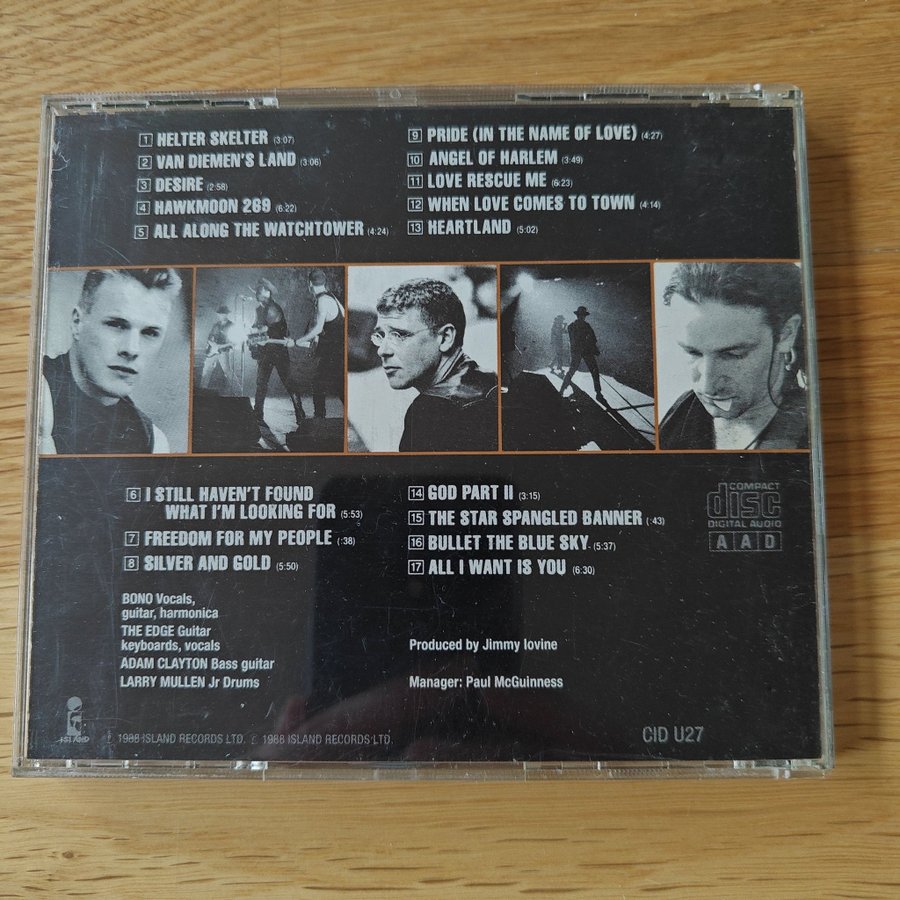 1 HELTER SKELTER (3:07)
2 VAN DIEMEN'S LAND (3:06)
3 DESIRE (2:58)
4 HAWKMOON 269 (6:22)
5 ALL ALONG THE WATCHTOWER (4:24)
9 PRIDE (IN THE NAME OF LOVE) (4:27)
10 ANGEL OF HARLEM (3:49)
11 LOVE RESCUE ME (6:23)
12 WHEN LOVE COMES TO TOWN (4:14)
13 HEARTLAND (5:02)
6 I STILL HAVEN'T FOUND
WHAT I'M LOOKING FOR (5:53)
7 FREEDOM FOR MY PEOPLE (:38)
8 SILVER AND GOLD (5:50)
14 GOD PART II (3:15)
15 THE STAR SPANGLED BANNER (:43)
16 BULLET THE BLUE SKY (5:37)
17 ALL I WANT IS YOU (6:30)
COMPACT
disc
DIGITAL AUDIO
AAD
BONO Vocals,
guitar, harmonica
THE EDGE Guitar
keyboards, vocals
ADAM CLAYTON Bass guitar
LARRY MULLEN Jr Drums
Produced by Jimmy Iovine
Manager: Paul McGuinness
ISLAND
1988 ISLAND RECORDS LTD. © 1988 ISLAND RECORDS LTD.
CID U27